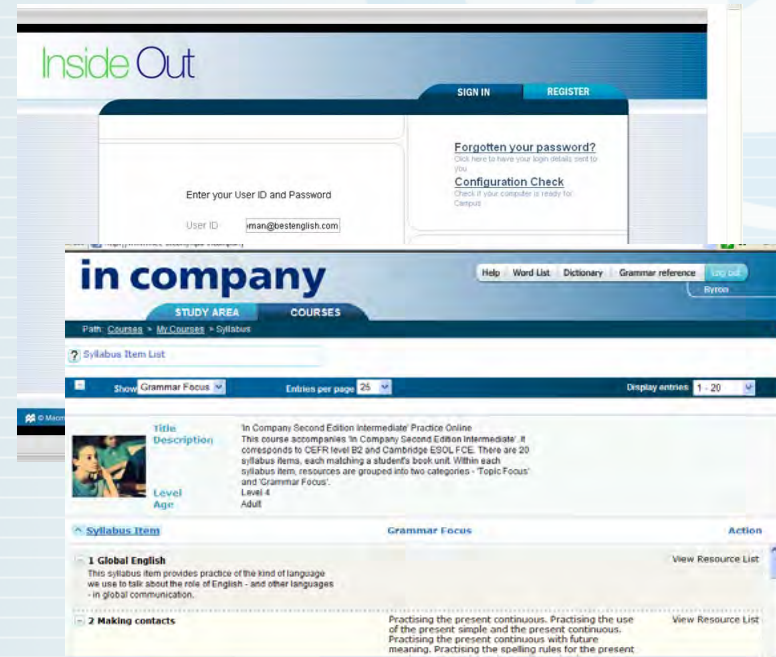 Inside Out
SIGN IN REGISTER
Forgotten your password?
Click here to have your login details sent to
you
Configuration Check
Check if your computer is ready for
Campus
Enter your User ID and Password
User ID man@bestenglish.com
in company
Help Word List Dictionary Grammar reference Log out
Byron
STUDY AREA COURSES
Path: Courses > My Courses > Syllabus
? Syllabus Item List
Show Grammar Focus Entries per page 25 Display entries 1 - 20
Title 'In Company Second Edition Intermediate' Practice Online
Description This course accompanies 'In Company Second Edition Intermediate'. It
corresponds to CEFR level B2 and Cambridge ESOL FCE. There are 20
syllabus items, each matching a student's book unit. Within each
syllabus item, resources are grouped into two categories - 'Topic Focus'
and 'Grammar Focus'.
Level Level 4
Age Adult
Syllabus Item Grammar Focus Action
1 Global English View Resource List
This syllabus item provides practice of the kind of language
we use to talk about the role of English - and other languages
- in global communication.
2 Making contacts Practising the present continuous. Practising the use View Resource List
of the present simple and the present continuous.
Practising the present continuous with future
meaning. Practising the spelling rules for the present